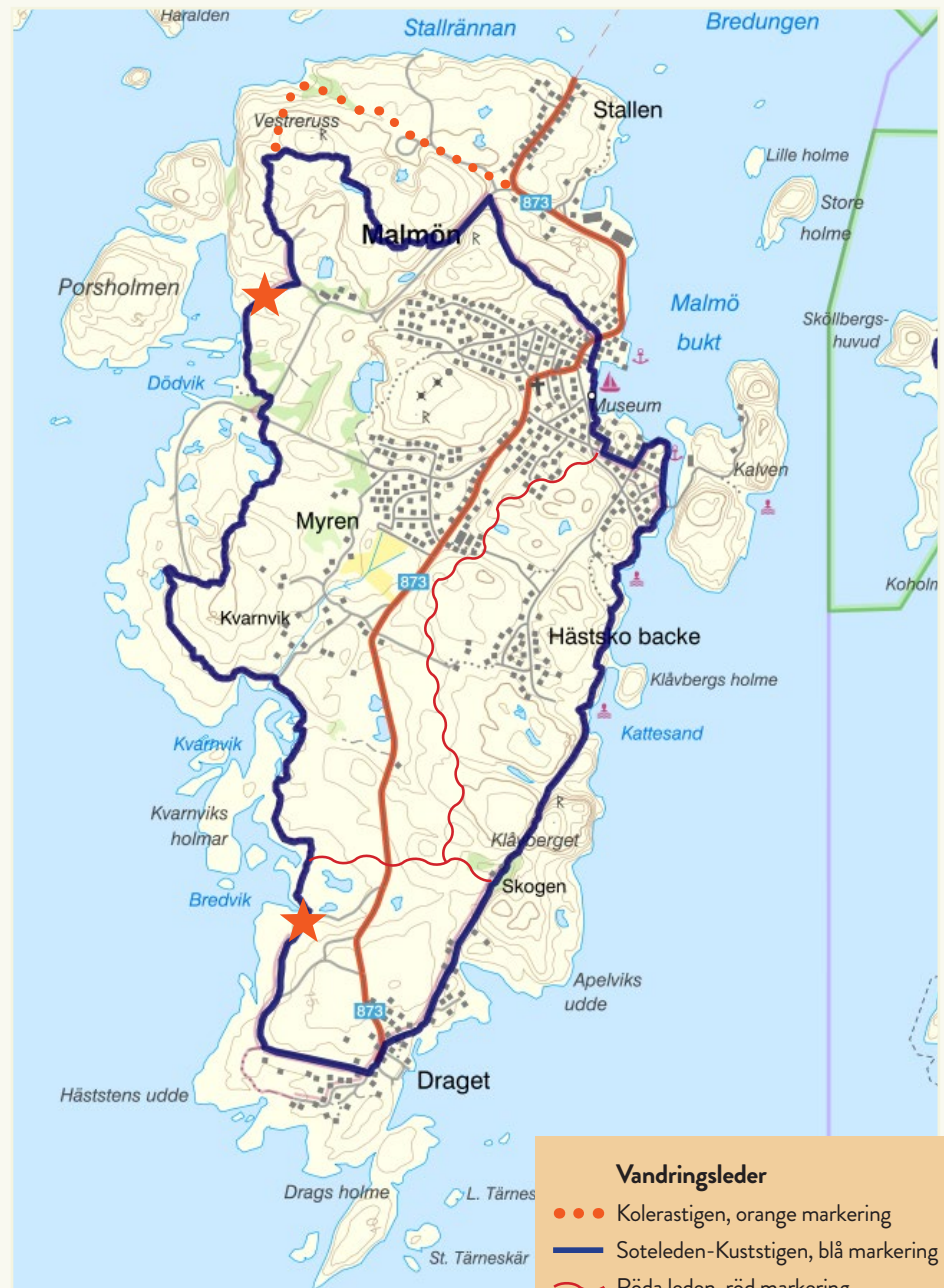 Haralden
Stallrännan
Bredungen
Stallen
Vestreruss
R
Lille holme
Store
holme
873
Malmön
R
Porsholmen
Malmö
bukt
Sköllbergs-
huvud
Dödvik
Museum
R
Kalven
Myren
873
Kvarnvik
Hästsko backe
Klåvbergs holme
Kattesand
Kvarnvik
Kvarnviks
holmar
R
Klåvberget
Skogen
Bredvik
Apelviks
udde
873
Draget
Häststens udde
Drags holme
St. Tärneskär
Vandringsleder
Kolerastigen, orange markering
Soteleden-Kuststigen, blå markering